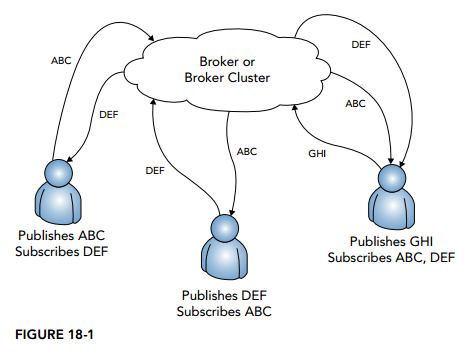 DEF
ABC
Broker or
Broker Cluster
ABC
DEF
ABC
GHI
DEF
Publishes ABC
Subscribes DEF
Publishes GHI
Subscribes ABC, DEF
Publishes DEF
Subscribes ABC
FIGURE 18-1